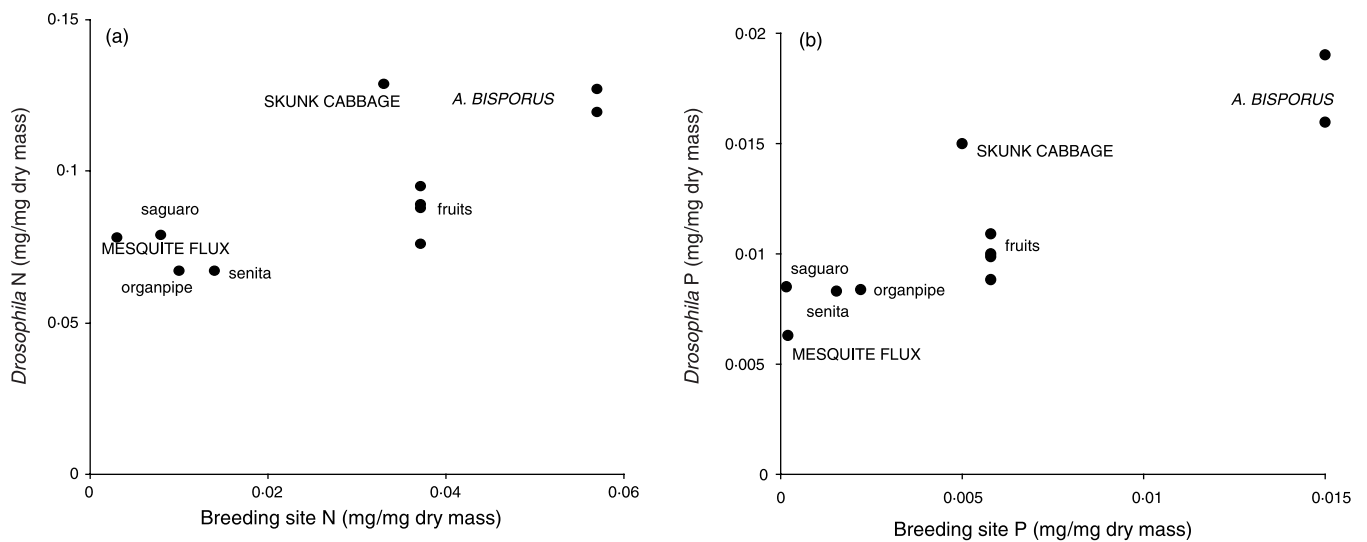 (a)
0·15
0·1
0·05
0
0
0·02
0·04
0·06
Drosophila N (mg/mg dry mass)
Breeding site N (mg/mg dry mass)
SKUNK CABBAGE
A. BISPORUS
saguaro
MESQUITE FLUX
organpipe
senita
fruits
(b)
0·02
0·015
0·01
0·005
0
0
0·005
0·01
0·015
Drosophila P (mg/mg dry mass)
Breeding site P (mg/mg dry mass)
A. BISPORUS
SKUNK CABBAGE
fruits
saguaro
organpipe
senita
MESQUITE FLUX